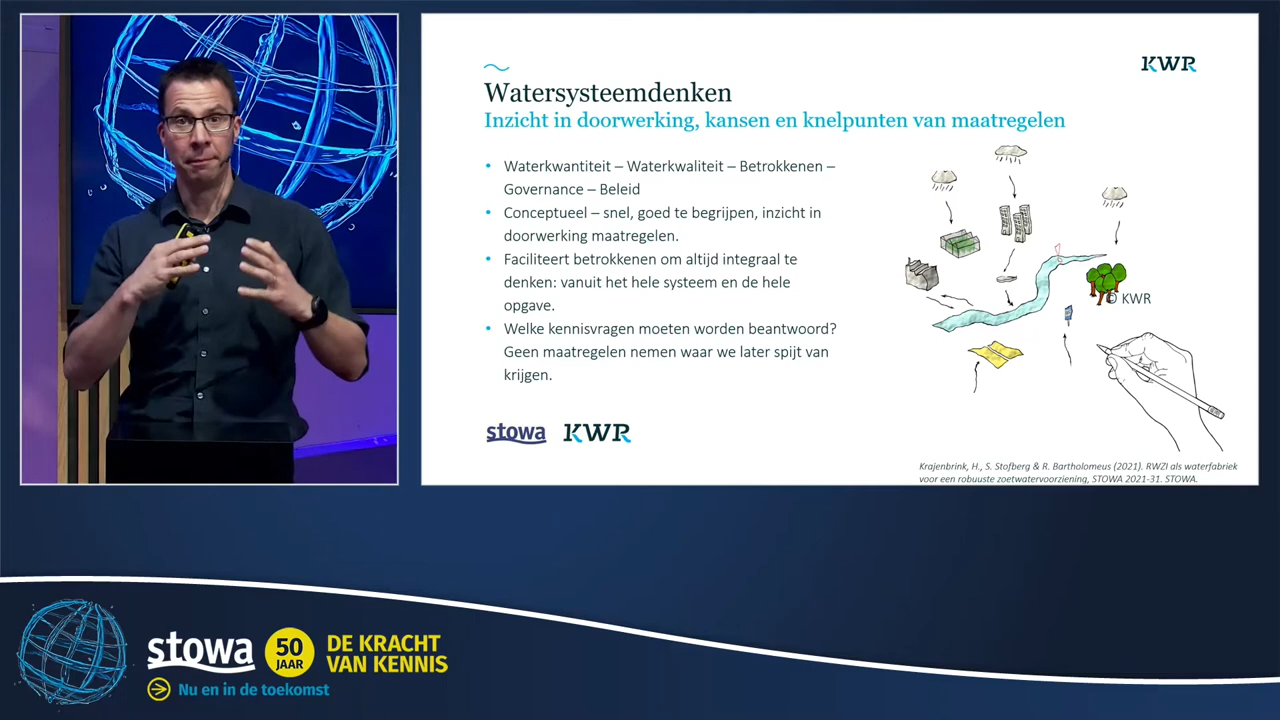 KWR
Watersysteemdenken
Inzicht in doorwerking, kansen en knelpunten van maatregelen
• Waterkwantiteit – Waterkwaliteit – Betrokkenen –
Governance – Beleid
• Conceptueel – snel, goed te begrijpen, inzicht in
doorwerking maatregelen.
• Faciliteert betrokkenen om altijd integraal te
denken: vanuit het hele systeem en de hele
opgave.
• Welke kennisvragen moeten worden beantwoord?
Geen maatregelen nemen waar we later spijt van
krijgen.
© KWR
stowa KWR
Krajenbrink, H., S. Stofberg & R. Bartholomeus (2021). RWZI als waterfabriek
voor een robuuste zoetwatervoorziening, STOWA 2021-31. STOWA.
stowa
50
JAAR
DE KRACHT
VAN KENNIS
Nu en in de toekomst